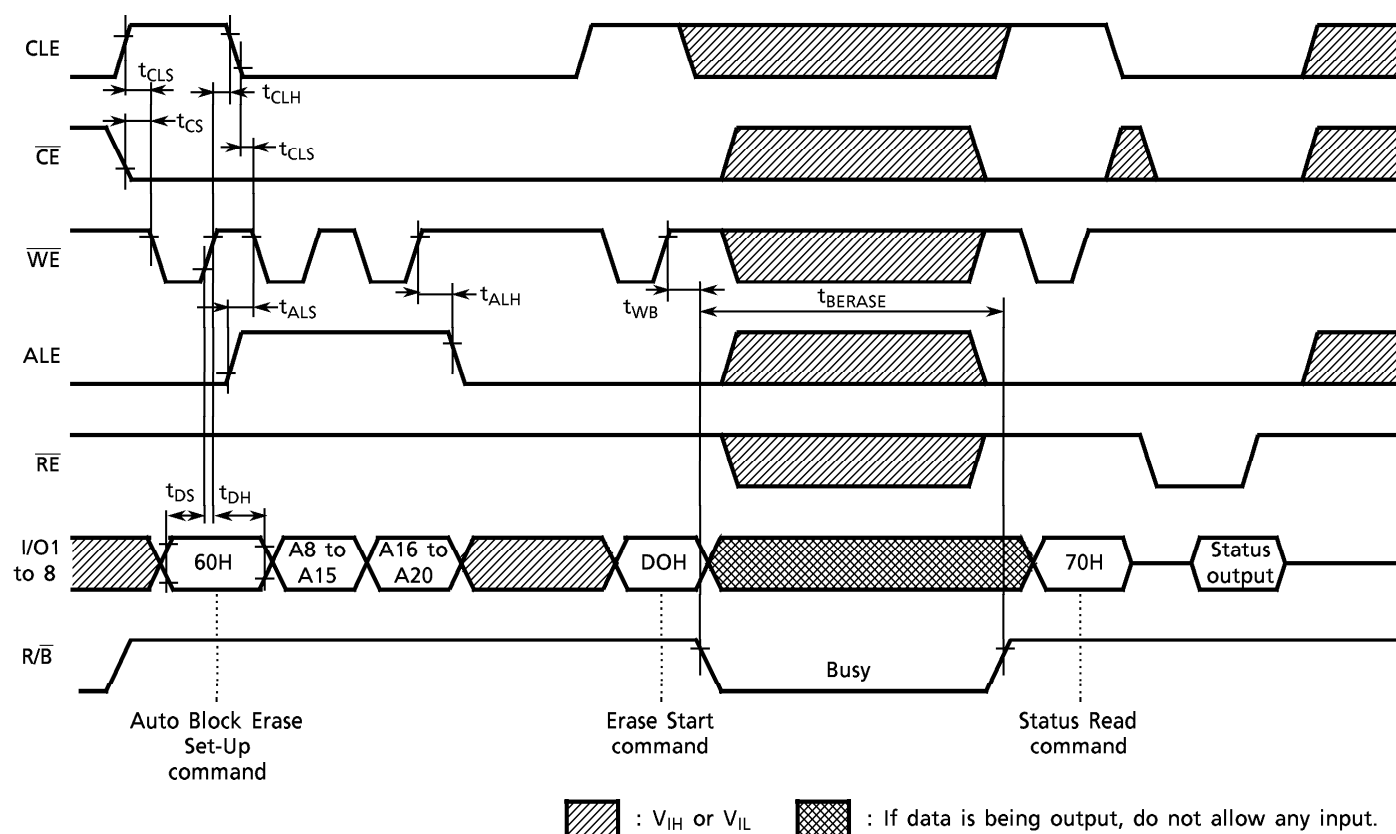 CLE
tCLS
tCLH
tCS
CE
tCLS
WE
tALS
tALH
tWB
tBERASE
ALE
RE
tDS
tDH
I/O1
to 8
60H
A8 to
A15
A16 to
A20
DOH
70H
Status
output
R/B
Busy
Auto Block Erase
Set-Up
command
Erase Start
command
Status Read
command
: VIH or VIL
: If data is being output, do not allow any input.